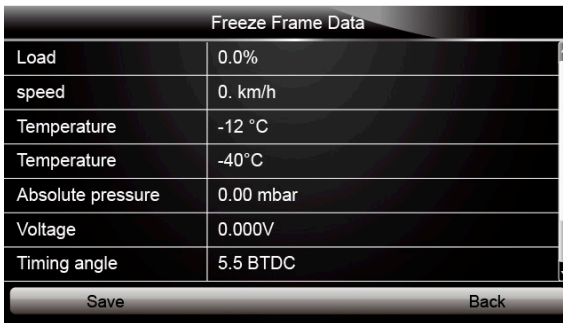 Freeze Frame Data
Load 0.0%
speed 0. km/h
Temperature -12 °C
Temperature -40°C
Absolute pressure 0.00 mbar
Voltage 0.000V
Timing angle 5.5 BTDC
Save Back